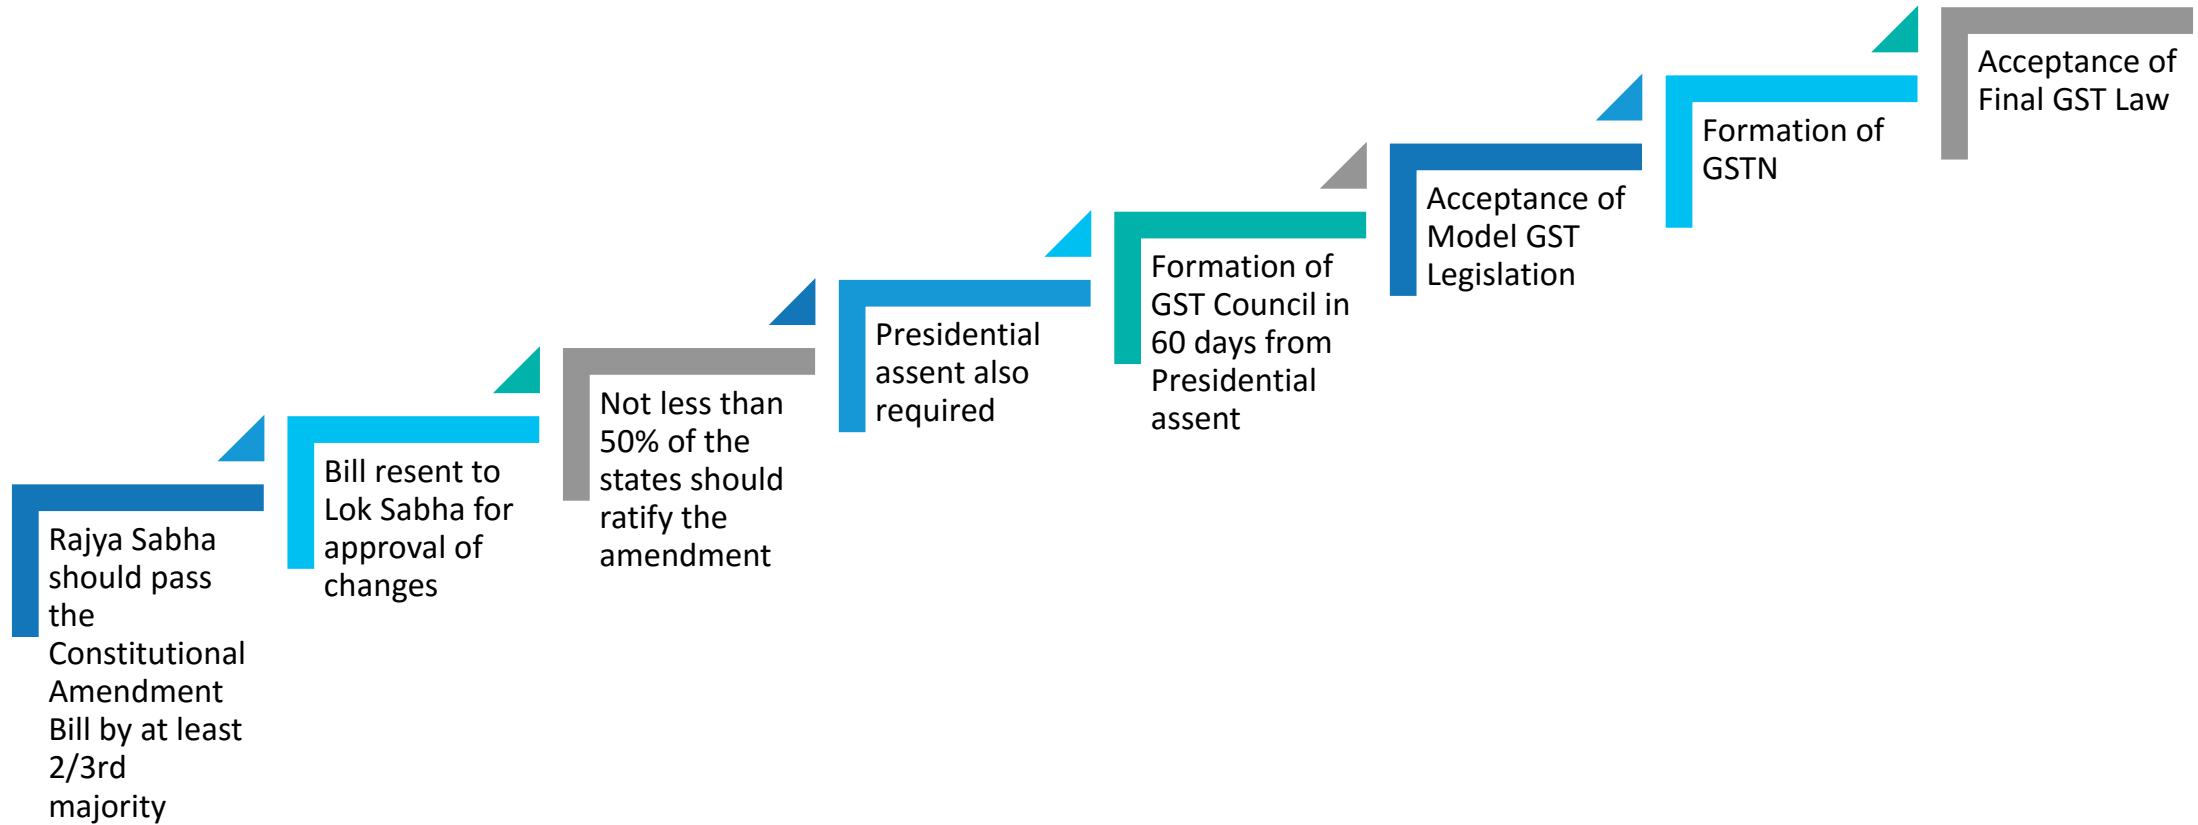 Rajya Sabha
should pass
the
Constitutional
Amendment
Bill by at least
2/3rd
majority
Bill resent to
Lok Sabha for
approval of
changes
Not less than
50% of the
states should
ratify the
amendment
Presidential
assent also
required
Formation of
GST Council in
60 days from
Presidential
assent
Acceptance of
Model GST
Legislation
Formation of
GSTN
Acceptance of
Final GST Law